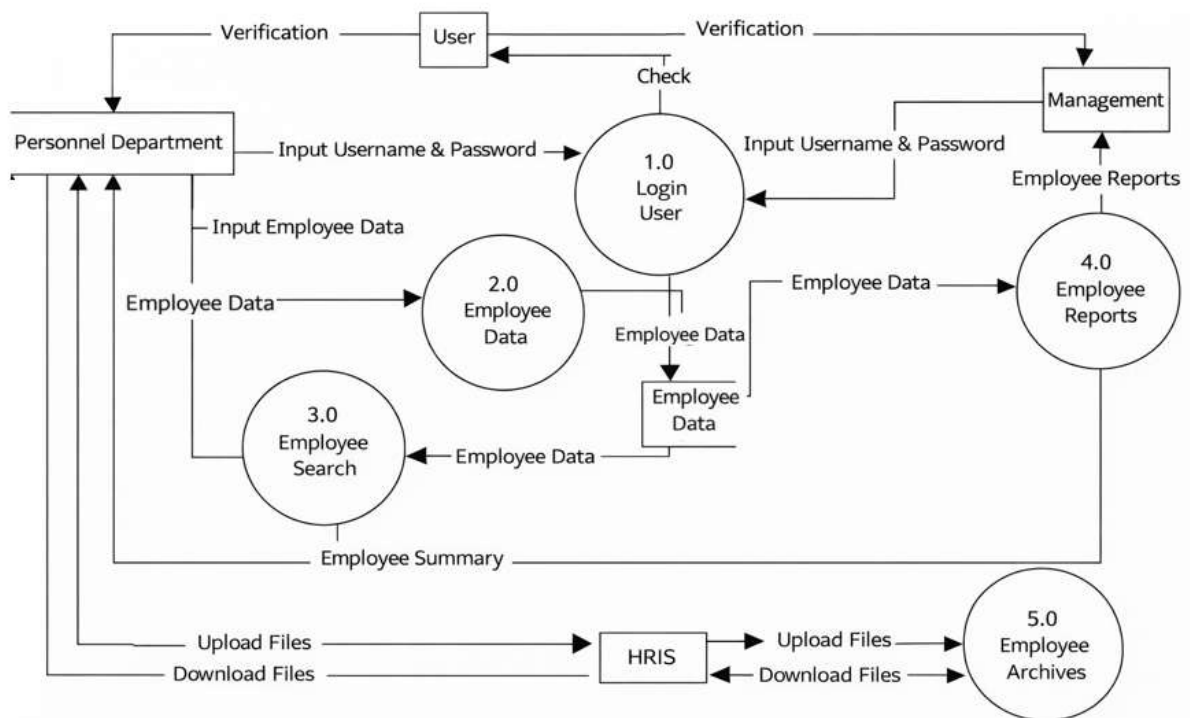 Verification
User
Verification
Check
Management
Personnel Department
Input Username & Password
1.0
Login
User
Input Username & Password
Employee Reports
Input Employee Data
2.0
Employee
Data
4.0
Employee
Reports
Employee Data
Employee Data
Employee Data
Employee
Data
3.0
Employee
Search
Employee Data
Employee Summary
5.0
Employee
Archives
Upload Files
HRIS
Upload Files
Download Files
Download Files